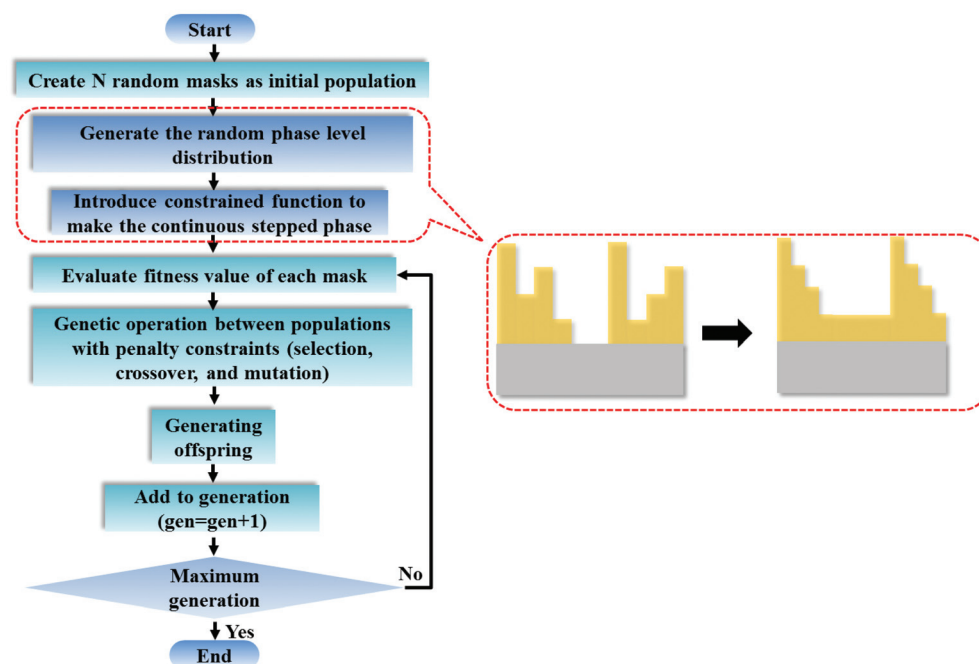 Start
Create N random masks as initial population
Generate the random phase level
distribution
Introduce constrained function to
make the continuous stepped phase
Evaluate fitness value of each mask
Genetic operation between populations
with penalty constraints (selection,
crossover, and mutation)
Generating
offspring
Add to generation
(gen=gen+1)
Maximum
generation
No
Yes
End